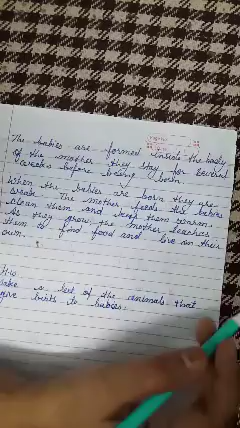 The babies are formed inside the body
of the mother they stay for several
weeks before being born.
When the babies are born they are
weak. The mother feeds the babies
clean them and keep them warm.
As they grow, the mother teaches
them to find food and live on their
own.
Make a list of the animals that
give birth to babies.